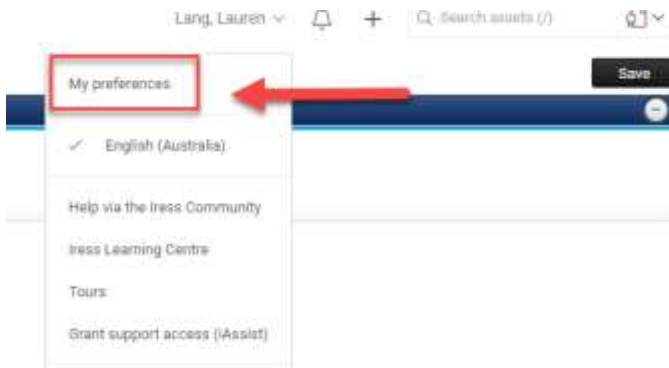 Lang, Lauren
Search assets (/)
My preferences
Save
English (Australia)
Help via the Iress Community
Iress Learning Centre
Tours
Grant support access (iAssist)